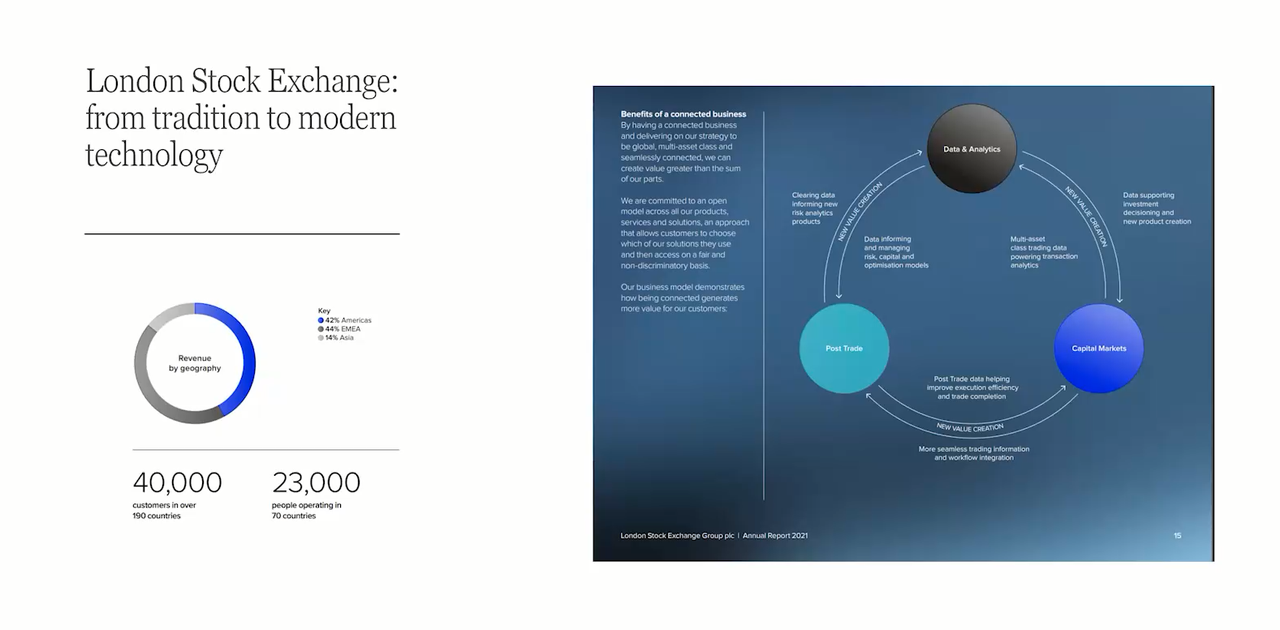 London Stock Exchange:
from tradition to modern
technology
Revenue
by geography
Key
42% Americas
44% EMEA
14% Asia
40,000
customers in over
190 countries
23,000
people operating in
70 countries
Benefits of a connected business
By having a connected business
and delivering on our strategy to
be global, multi-asset class and
seamlessly connected, we can
create value greater than the sum
of our parts.
We are committed to an open
model across all our products,
services and solutions, an approach
that allows customers to choose
which of our solutions they use
and then access on a fair and
non-discriminatory basis.
Our business model demonstrates
how being connected generates
more value for our customers:
Data & Analytics
Clearing data
informing new
risk analytics
products
NEW VALUE CREATION
Data informing
and managing
risk, capital and
optimisation models
Multi-asset
class trading data
powering transaction
analytics
NEW VALUE CREATION
Data supporting
investment
decisioning and
new product creation
Post Trade
Capital Markets
Post Trade data helping
improve execution efficiency
and trade completion
NEW VALUE CREATION
More seamless trading information
and workflow integration
London Stock Exchange Group plc | Annual Report 2021
15